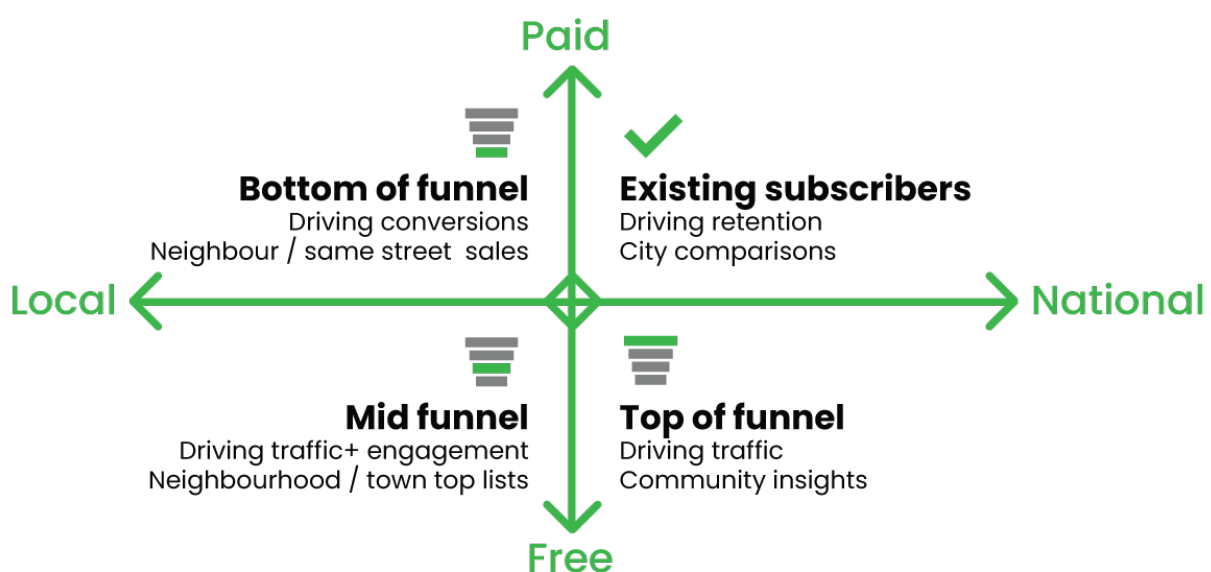 Paid
Bottom of funnel
Driving conversions
Neighbour / same street sales
Existing subscribers
Driving retention
City comparisons
Local
National
Mid funnel
Driving traffic+ engagement
Neighbourhood / town top lists
Top of funnel
Driving traffic
Community insights
Free